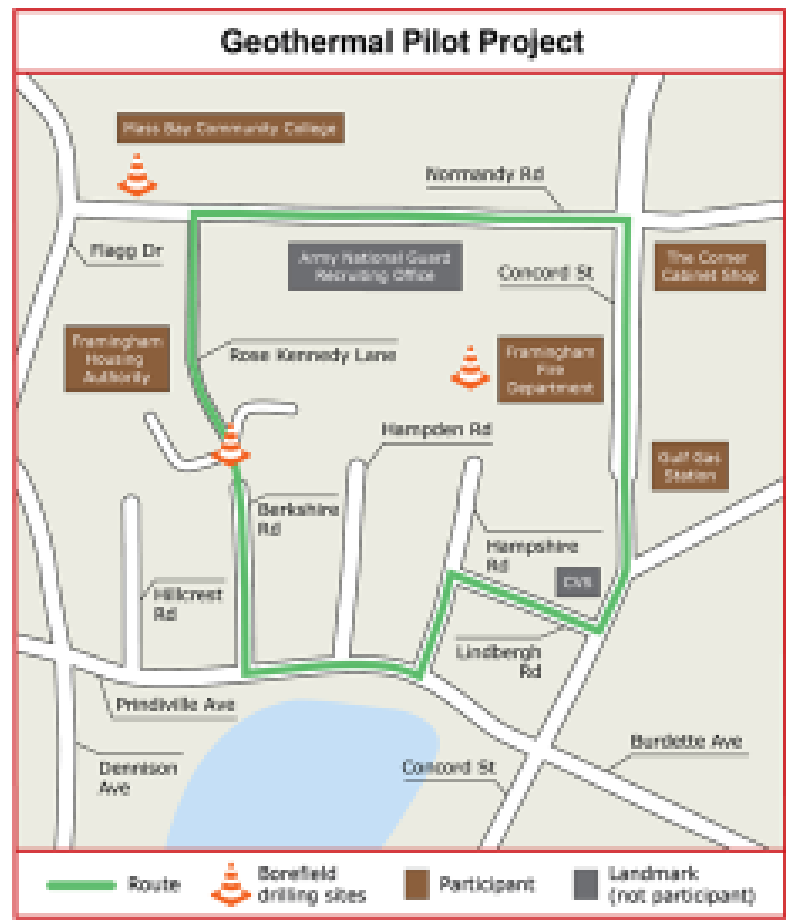 Geothermal Pilot Project
Mass Bay Community College
Normandy Rd
Flagg Dr
Army National Guard
Recruiting Office
Concord St
The Corner
Cabinet Shop
Framingham
Housing
Authority
Rose Kennedy Lane
Framingham
Fire
Department
Hampden Rd
Gulf Gas
Station
Berkshire
Rd
Hampshire
Rd
CVS
Hillcrest
Rd
Lindbergh
Rd
Prindiville Ave
Burdette Ave
Dennison
Ave
Concord St
Route
Borefield
drilling sites
Participant
Landmark
(not participant)